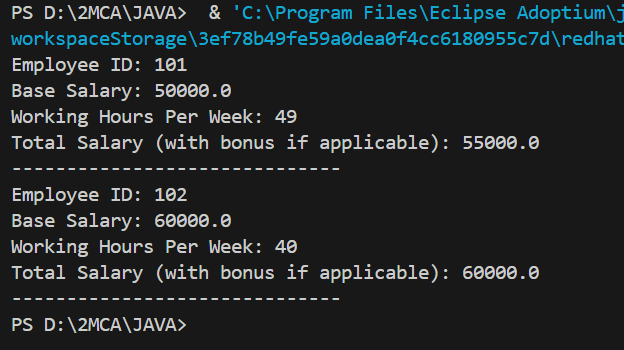 PS D:\2MCA\JAVA>  & 'C:\Program Files\Eclipse Adoptium\j
workspaceStorage\3ef78b49fe59a0dea0f4cc6180955c7d\redhat
Employee ID: 101
Base Salary: 50000.0
Working Hours Per Week: 49
Total Salary (with bonus if applicable): 55000.0
------------------------------
Employee ID: 102
Base Salary: 60000.0
Working Hours Per Week: 40
Total Salary (with bonus if applicable): 60000.0
------------------------------
PS D:\2MCA\JAVA>